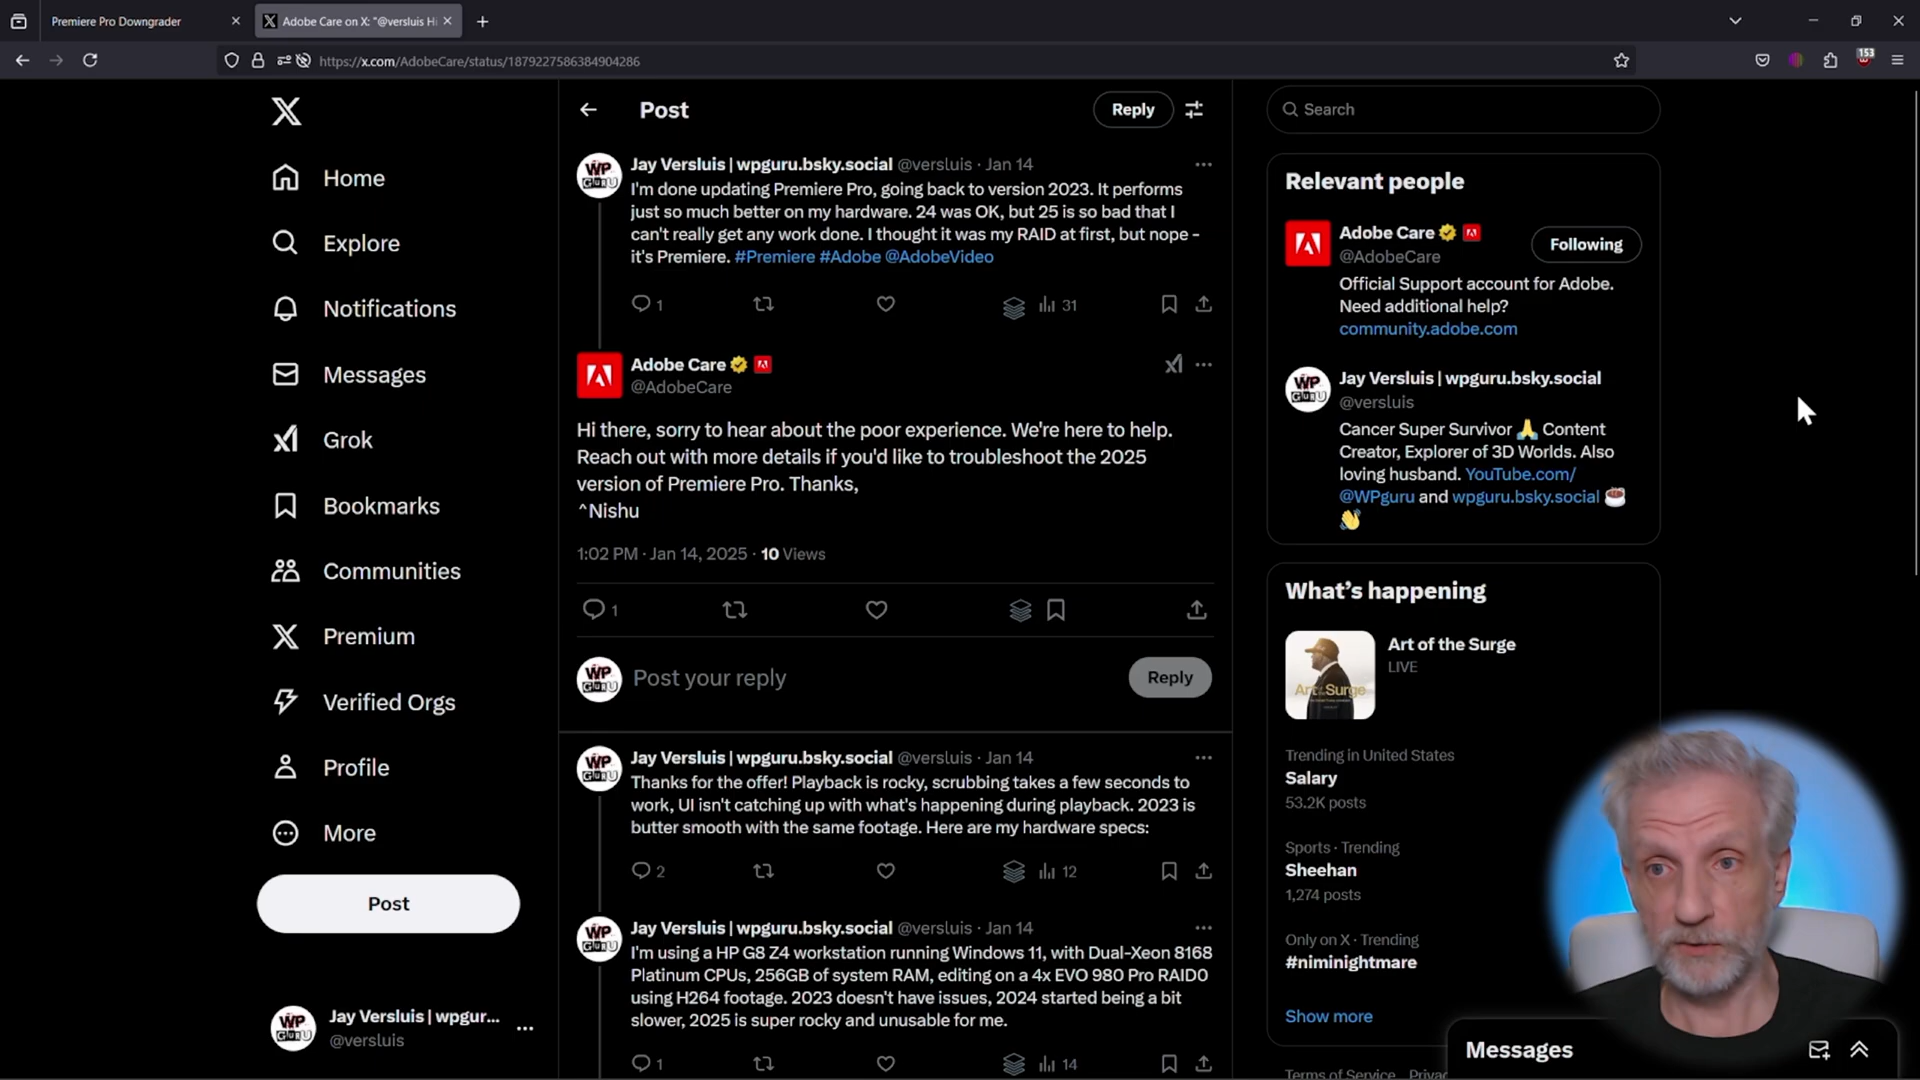 Premiere Pro Downgrader
Adobe Care on X: "@versluis Hi
https://x.com/AdobeCare/status/1879227586384904286
153
Home
Explore
Notifications
Messages
Grok
Bookmarks
Communities
Premium
Verified Orgs
Profile
More
Post
Jay Versluis | wpgur...
@versluis
Post
Reply
Jay Versluis | wpguru.bsky.social @versluis · Jan 14
I'm done updating Premiere Pro, going back to version 2023. It performs
just so much better on my hardware. 24 was OK, but 25 is so bad that I
can't really get any work done. I thought it was my RAID at first, but nope -
it's Premiere. #Premiere #Adobe @AdobeVideo
1
31
Adobe Care
@AdobeCare
Hi there, sorry to hear about the poor experience. We're here to help.
Reach out with more details if you'd like to troubleshoot the 2025
version of Premiere Pro. Thanks,
^Nishu
1:02 PM · Jan 14, 2025 · 10 Views
1
Post your reply
Reply
Jay Versluis | wpguru.bsky.social @versluis · Jan 14
Thanks for the offer! Playback is rocky, scrubbing takes a few seconds to
work, UI isn't catching up with what's happening during playback. 2023 is
butter smooth with the same footage. Here are my hardware specs:
2
12
Jay Versluis | wpguru.bsky.social @versluis · Jan 14
I'm using a HP G8 Z4 workstation running Windows 11, with Dual-Xeon 8168
Platinum CPUs, 256GB of system RAM, editing on a 4x EVO 980 Pro RAID0
using H264 footage. 2023 doesn't have issues, 2024 started being a bit
slower, 2025 is super rocky and unusable for me.
1
14
Search
Relevant people
Adobe Care
@AdobeCare
Following
Official Support account for Adobe.
Need additional help?
community.adobe.com
Jay Versluis | wpguru.bsky.social
@versluis
Cancer Super Survivor 🙏 Content
Creator, Explorer of 3D Worlds. Also
loving husband. YouTube.com/
@WPguru and wpguru.bsky.social ☕
👋
What's happening
Art of the Surge
LIVE
Trending in United States
Salary
53.2K posts
Sports · Trending
Sheehan
1,274 posts
Only on X · Trending
#niminightmare
Show more
Messages
Terms of Service
WP
GURU